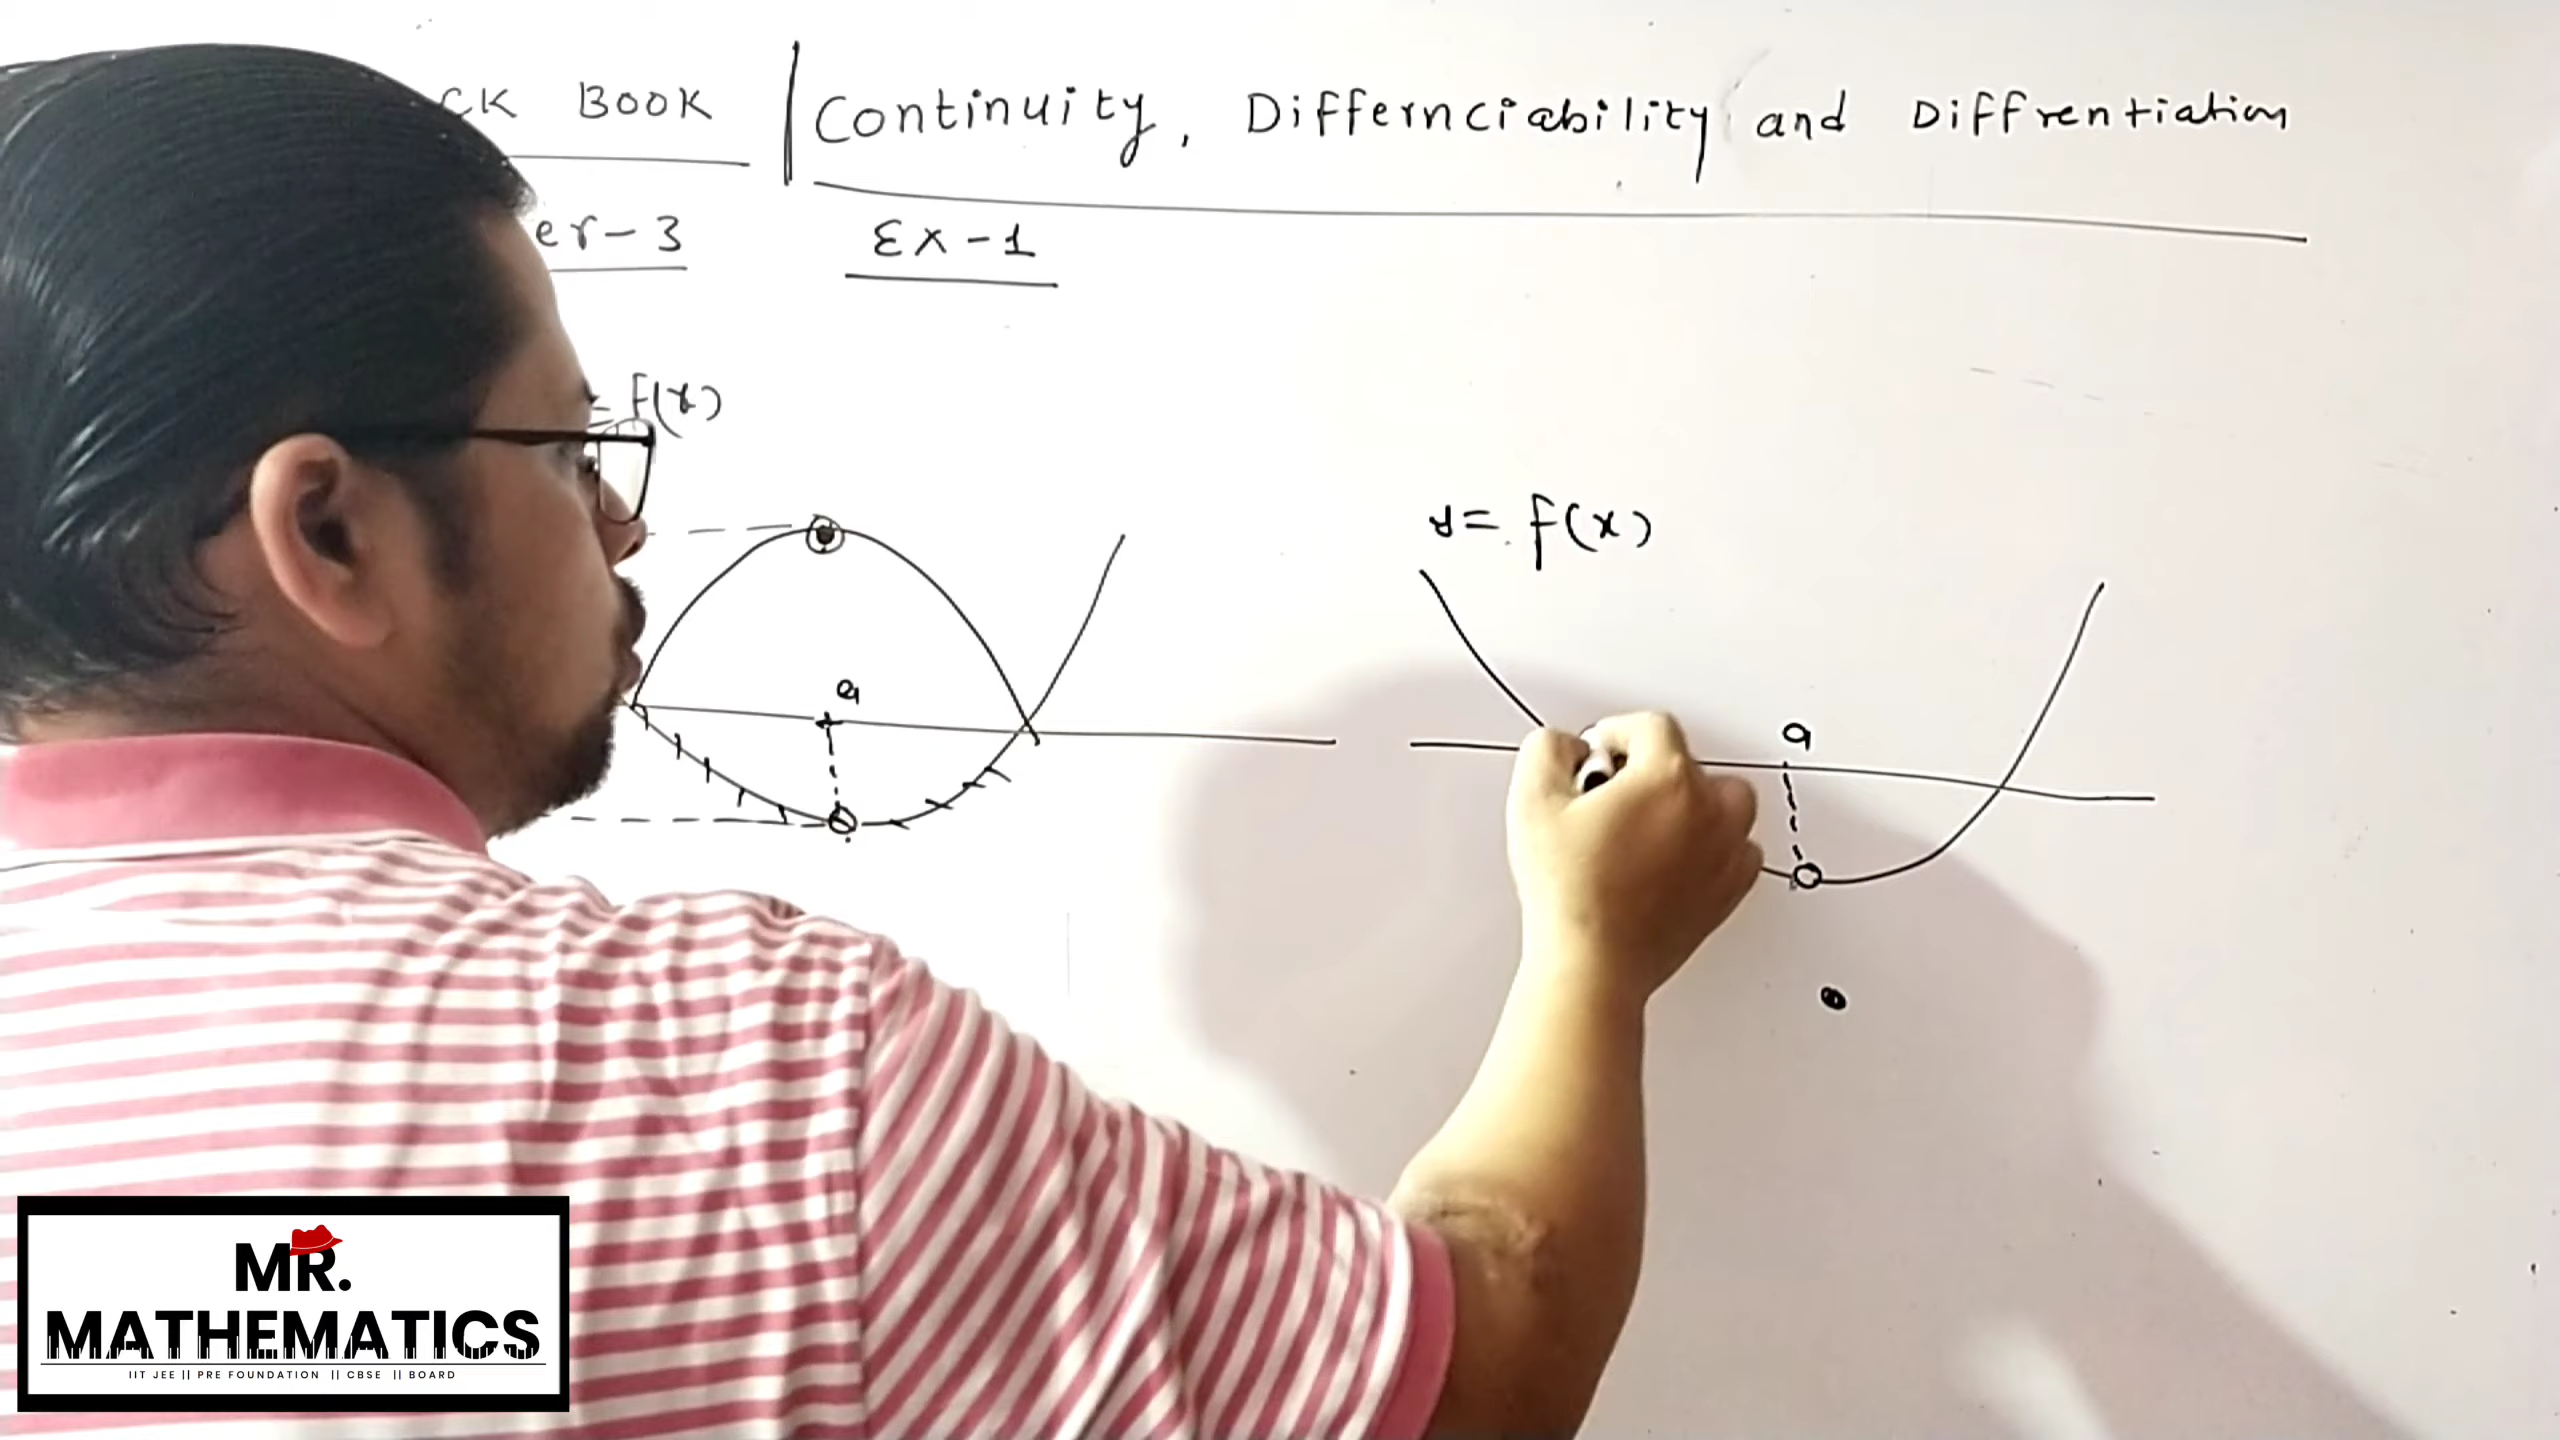 CK BOOK | Continuity, Differnciability and Diffrentiation
er-3 Ex-1
= f(x)
y = f(x)
a
a
MR.
MATHEMATICS
IIT JEE || PRE FOUNDATION || CBSE || BOARD